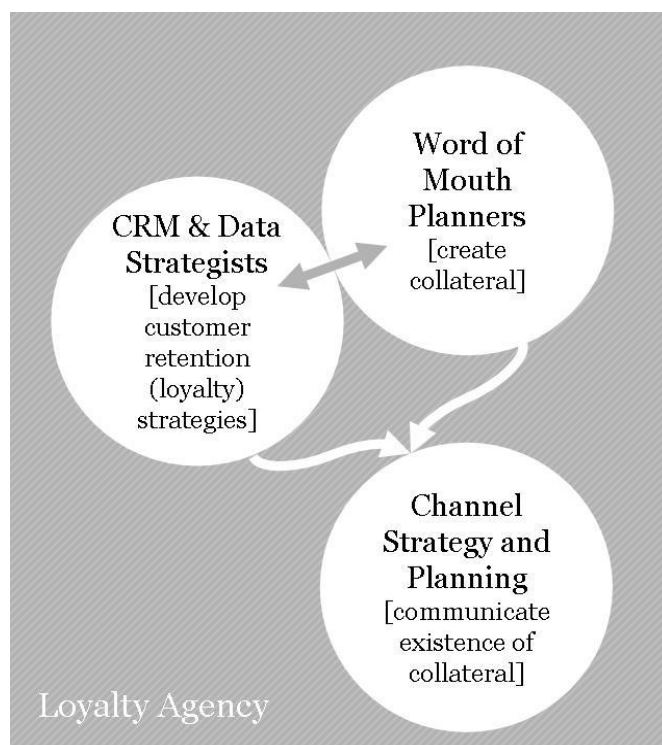 Word of
Mouth
Planners
[create
collateral]
CRM & Data
Strategists
[develop
customer
retention
(loyalty)
strategies]
Channel
Strategy and
Planning
[communicate
existence of
collateral]
Loyalty Agency